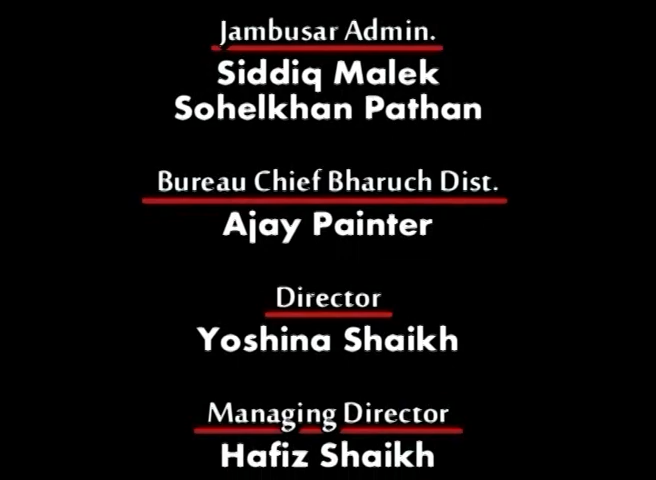 Jambusar Admin.
Siddiq Malek
Sohelkhan Pathan
Bureau Chief Bharuch Dist.
Ajay Painter
Director
Yoshina Shaikh
Managing Director
Hafiz Shaikh